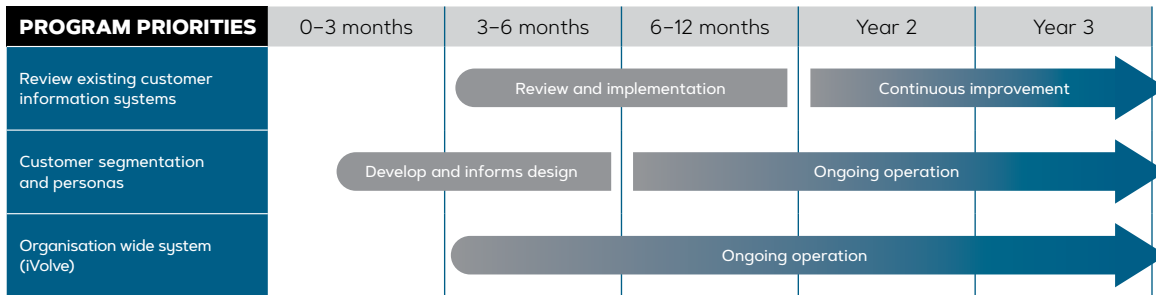 PROGRAM PRIORITIES 0–3 months 3–6 months 6–12 months Year 2 Year 3
Review existing customer
information systems
Review and implementation Continuous improvement
Customer segmentation
and personas
Develop and informs design Ongoing operation
Organisation wide system
(iVolve)
Ongoing operation